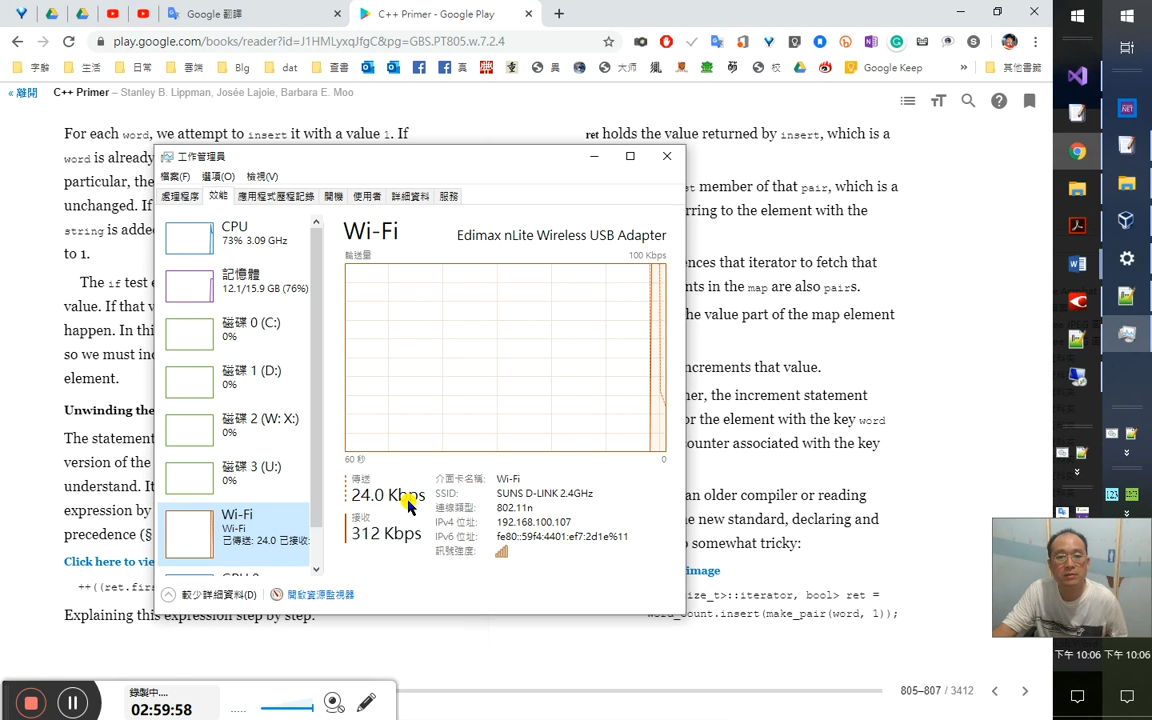 Google 翻譯
C++ Primer - Google Play
play.google.com/books/reader?id=J1HMLyxqJfgC&pg=GBS.PT805.w.7.2.4
字辭
生活
日常
雲端
Blg
dat
查書
真
異
大师
校
Google Keep
其他書籤
« 離開
C++ Primer – Stanley B. Lippman, Josée Lajoie, Barbara E. Moo
For each word, we attempt to insert it with a value 1. If
word is already
particular, the
unchanged. If
string is adde
to 1.
The if test e
value. If that v
happen. In thi
so we must in
element.
Unwinding the
The statement
version of the
understand. It
expression by
precedence (§
Click here to vie
++((ret.firs
Explaining this expression step by step:
ret holds the value returned by insert, which is a
t member of that pair, which is a
rring to the element with the
ences that iterator to fetch that
nts in the map are also pairs.
he value part of the map element
ncrements that value.
her, the increment statement
or the element with the key word
ounter associated with the key
an older compiler or reading
e new standard, declaring and
somewhat tricky:
image
size_t>::iterator, bool> ret =
word_count.insert(make_pair(word, 1));
805–807 / 3412
工作管理員
檔案(F)
選項(O)
檢視(V)
處理程序
效能
應用程式歷程記錄
開機
使用者
詳細資料
服務
CPU
73% 3.09 GHz
記憶體
12.1/15.9 GB (76%)
磁碟 0 (C:)
0%
磁碟 1 (D:)
0%
磁碟 2 (W: X:)
0%
磁碟 3 (U:)
0%
Wi-Fi
Wi-Fi
已傳送: 24.0 已接收:
Wi-Fi
Edimax nLite Wireless USB Adapter
輸送量
100 Kbps
60 秒
0
傳送
24.0 Kbps
接收
312 Kbps
介面卡名稱: Wi-Fi
SSID: SUNS D-LINK 2.4GHz
連線類型: 802.11n
IPv4 位址: 192.168.100.107
IPv6 位址: fe80::59f4:4401:ef7:2d1e%11
訊號強度:
較少詳細資料(D)
開啟資源監視器
錄製中....
02:59:58
下午 10:06
下午 10:06